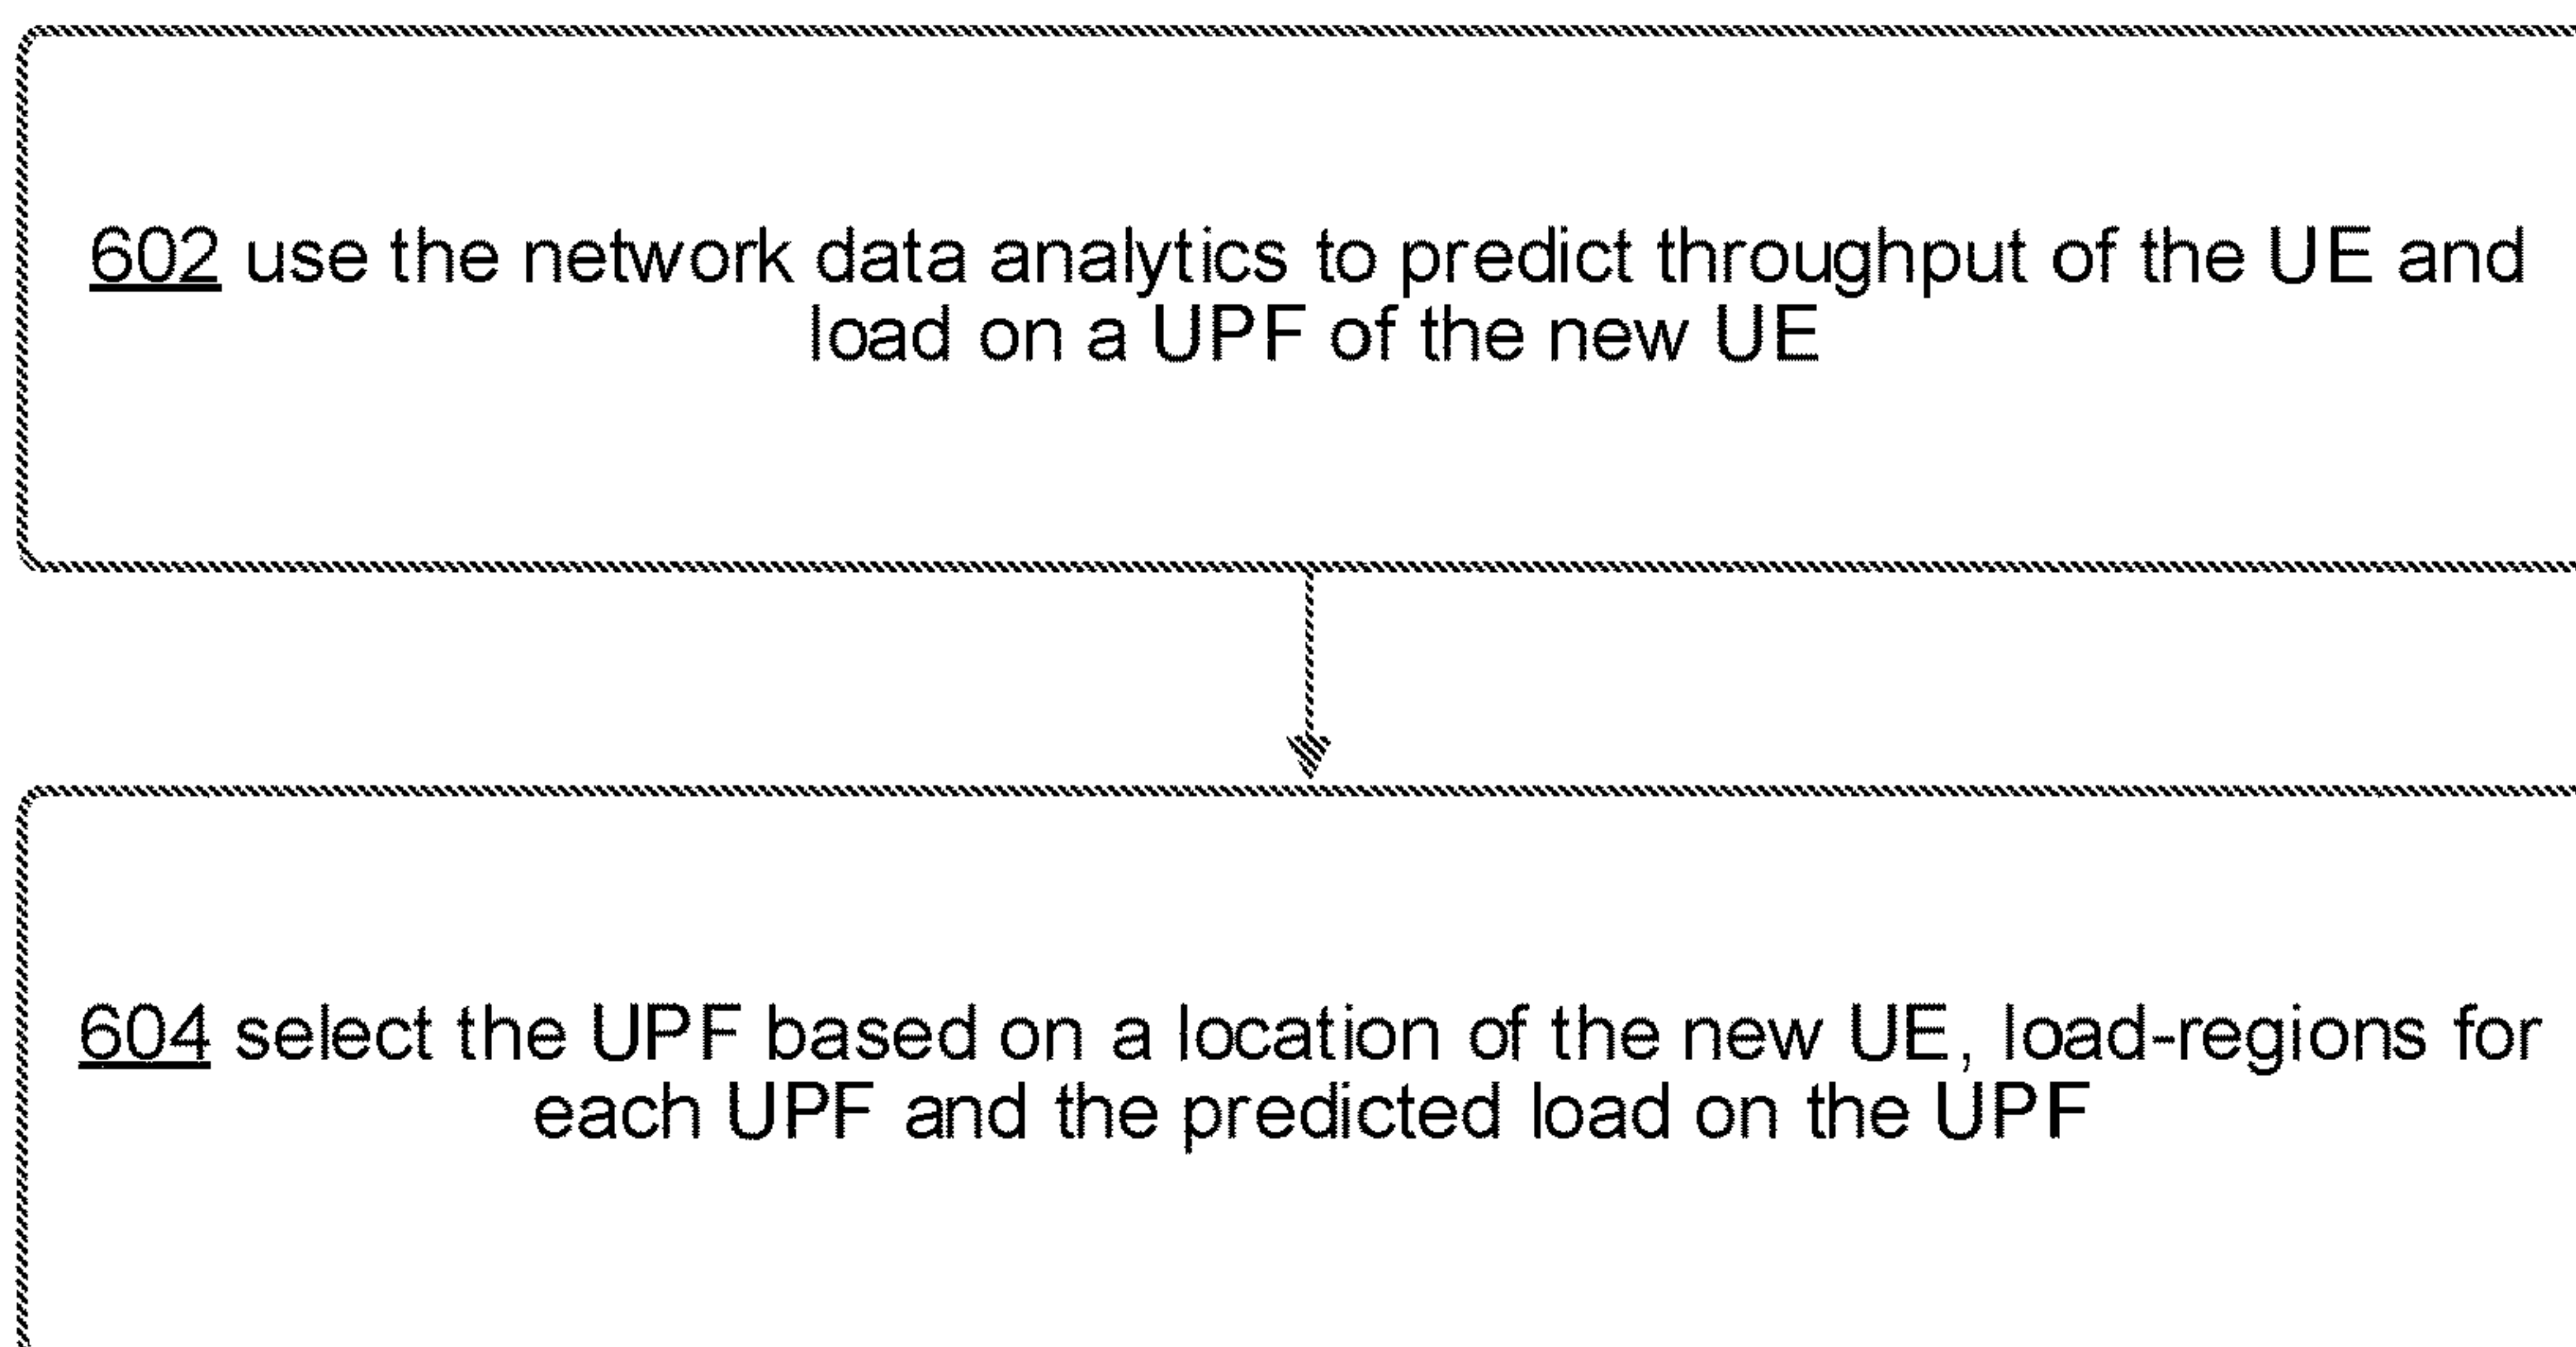 602 use the network data analytics to predict throughput of the UE and
load on a UPF of the new UE
604 select the UPF based on a location of the new UE, load-regions for
each UPF and the predicted load on the UPF